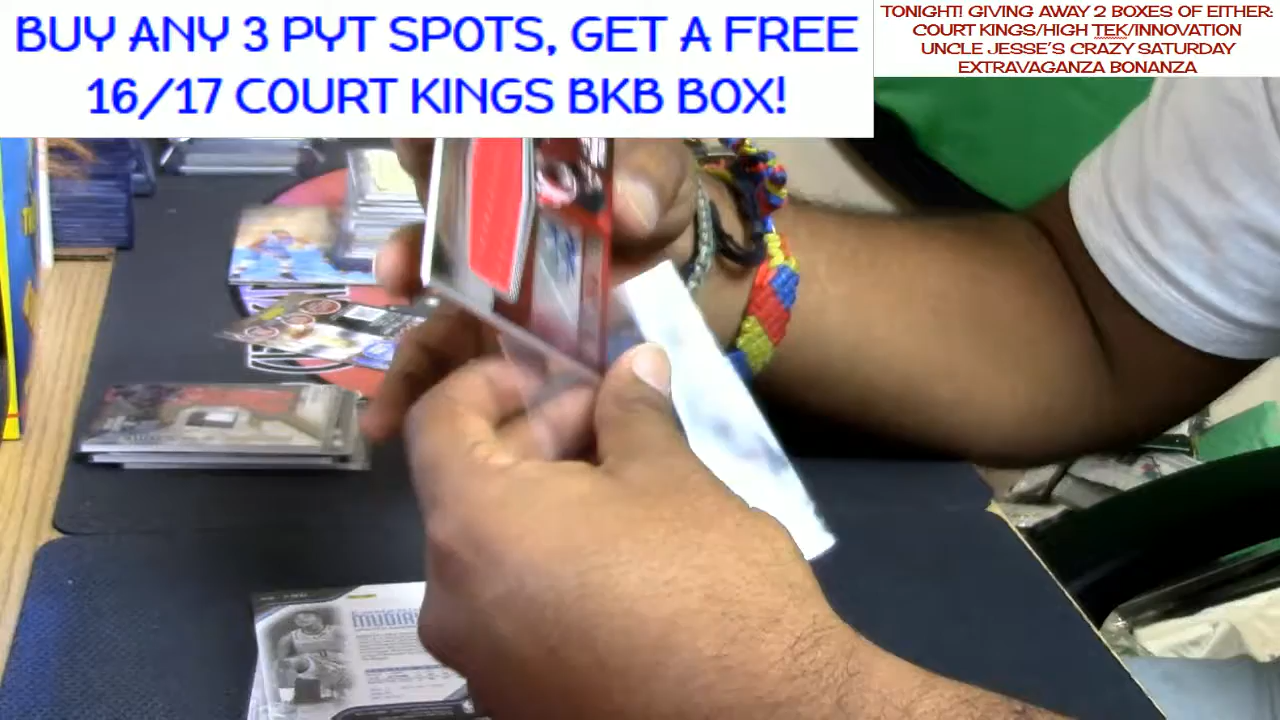 BUY ANY 3 PYT SPOTS, GET A FREE
16/17 COURT KINGS BKB BOX!
TONIGHT! GIVING AWAY 2 BOXES OF EITHER:
COURT KINGS/HIGH TEK/INNOVATION
UNCLE JESSE'S CRAZY SATURDAY
EXTRAVAGANZA BONANZA